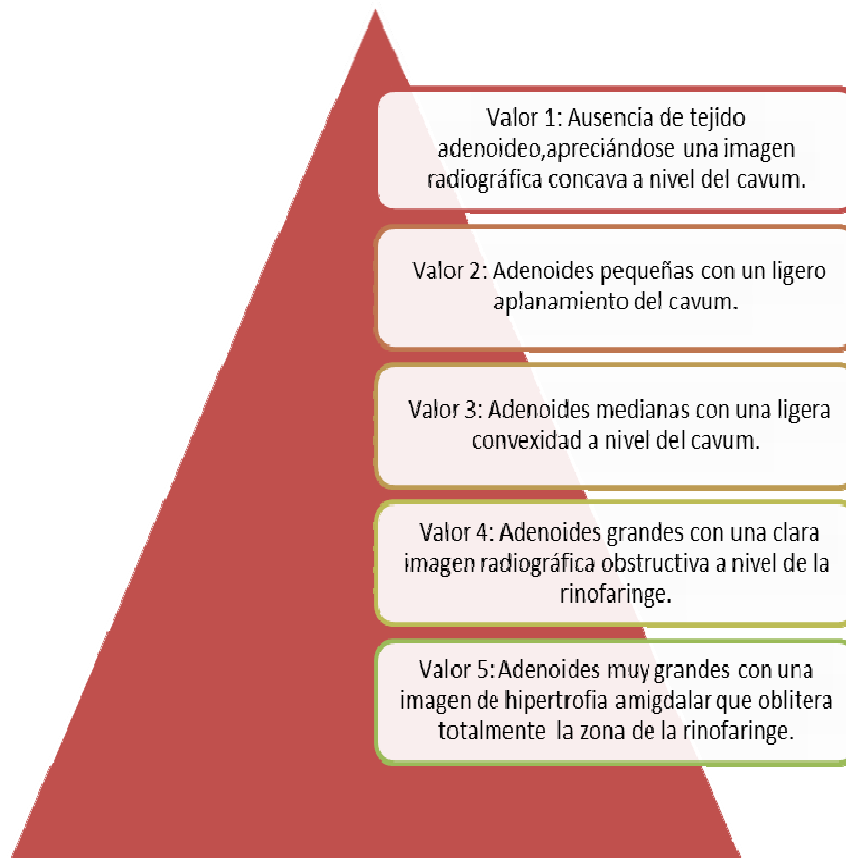 Valor 1: Ausencia de tejido
adenoideo,apreciándose una imagen
radiográfica concava a nivel del cavum.
Valor 2: Adenoides pequeñas con un ligero
aplanamiento del cavum.
Valor 3: Adenoides medianas con una ligera
convexidad a nivel del cavum.
Valor 4: Adenoides grandes con una clara
imagen radiográfica obstructiva a nivel de la
rinofaringe.
Valor 5: Adenoides muy grandes con una
imagen de hipertrofia amigdalar que oblitera
totalmente la zona de la rinofaringe.